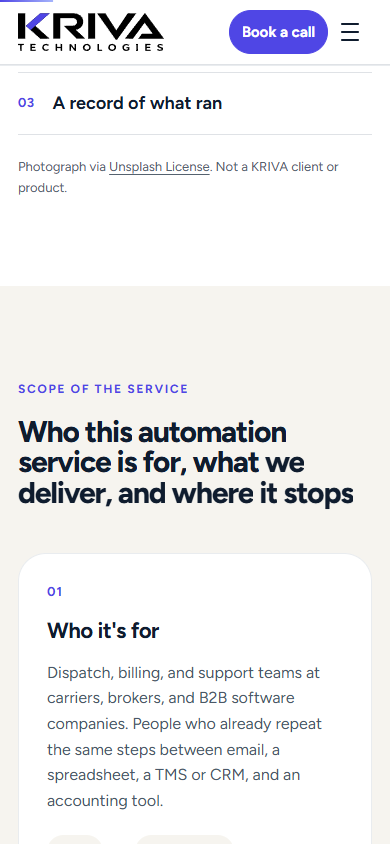 KRIVA
TECHNOLOGIES
Book a call
03 A record of what ran
Photograph via Unsplash License. Not a KRIVA client or
product.
SCOPE OF THE SERVICE
Who this automation
service is for, what we
deliver, and where it stops
01
Who it's for
Dispatch, billing, and support teams at
carriers, brokers, and B2B software
companies. People who already repeat
the same steps between email, a
spreadsheet, a TMS or CRM, and an
accounting tool.